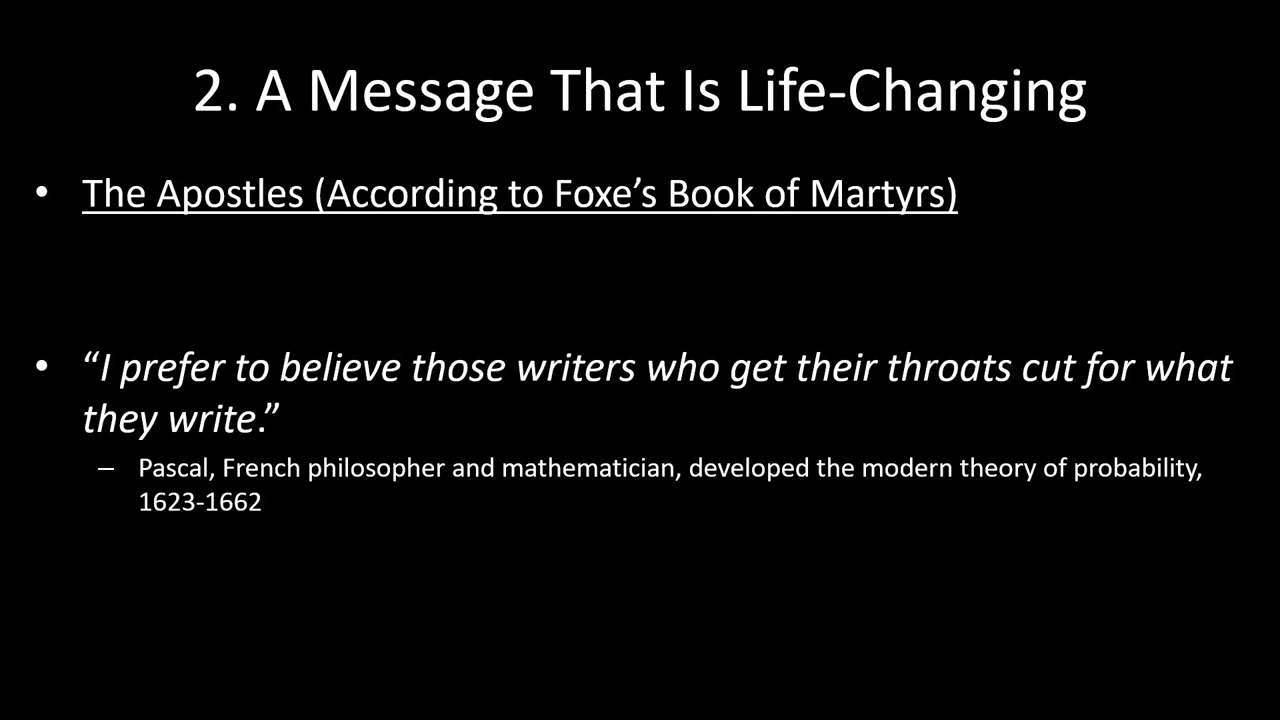 2. A Message That Is Life-Changing
• The Apostles (According to Foxe’s Book of Martyrs)
• “I prefer to believe those writers who get their throats cut for what
they write.”
– Pascal, French philosopher and mathematician, developed the modern theory of probability,
1623-1662